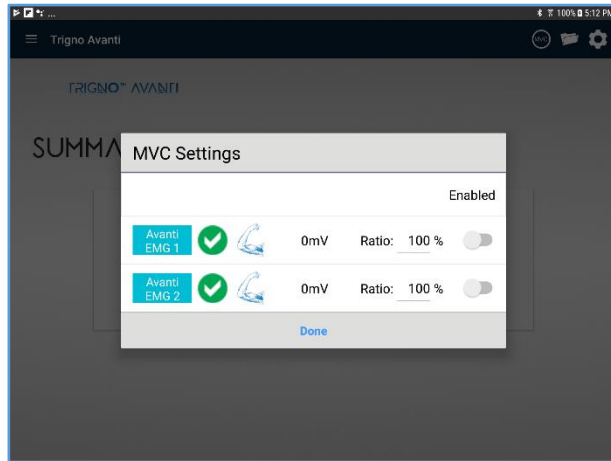 100% 5:12 PM
Trigno Avanti
MVC
TRIGNO™ AVANTI
SUMMA
MVC Settings
Enabled
Avanti
EMG 1
0mV Ratio: 100 %
Avanti
EMG 2
0mV Ratio: 100 %
Done